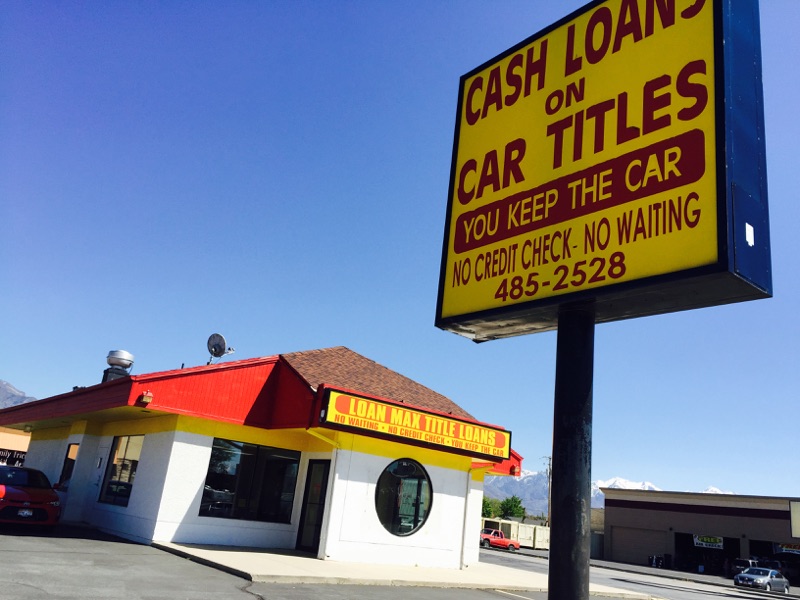 CASH LOANS
ON
CAR TITLES
YOU KEEP THE CAR
NO CREDIT CHECK- NO WAITING
485-2528
LOAN MAX TITLE LOANS
NO WAITING • NO CREDIT CHECK • YOU KEEP THE CAR